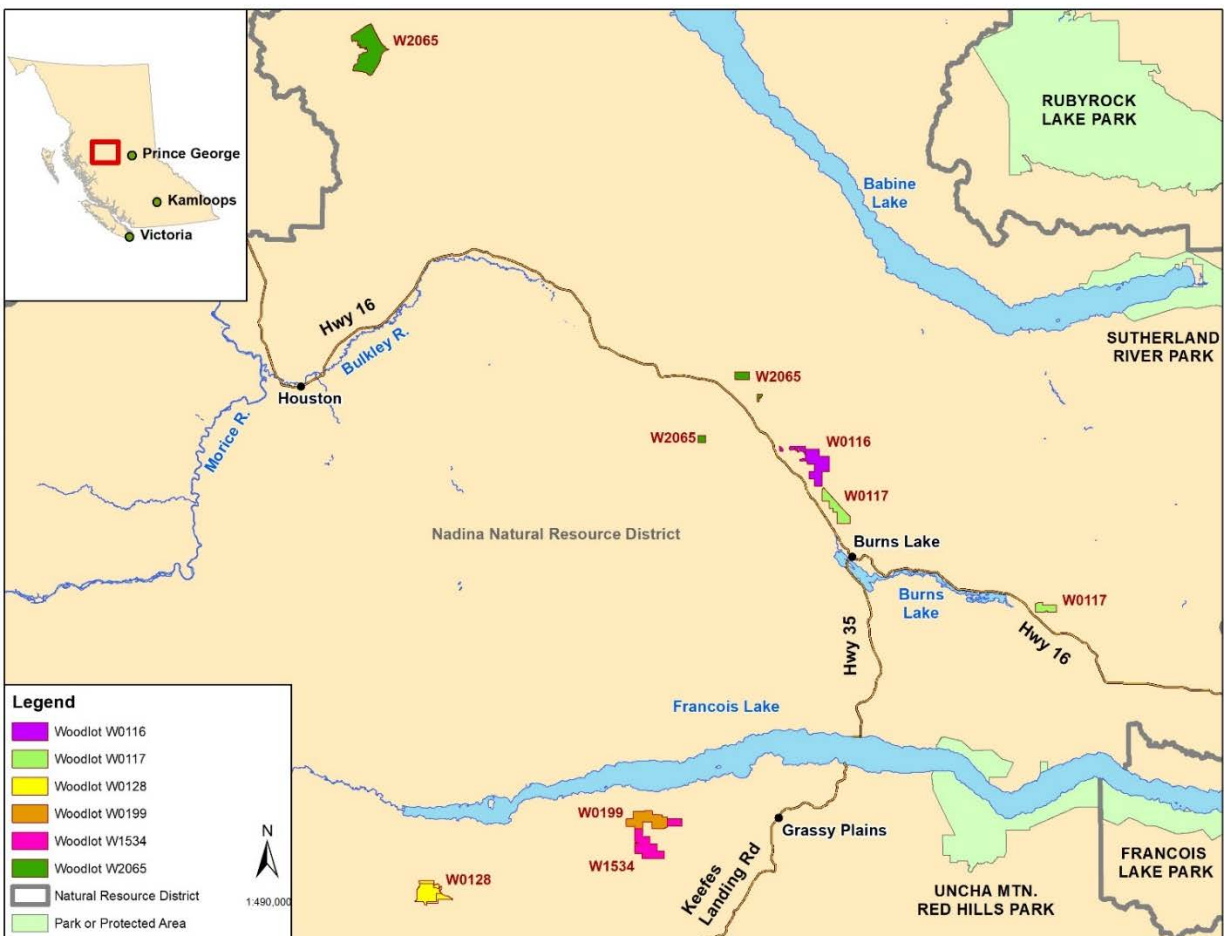 W2065
RUBYROCK
LAKE PARK
Prince George
Kamloops
Victoria
Babine
Lake
Hwy 16
Bulkley R.
SUTHERLAND
RIVER PARK
Houston
Morice R.
W2065
W2065
W0116
W0117
Nadina Natural Resource District
Burns Lake
Burns
Lake
W0117
Hwy 35
Hwy 16
Francois Lake
Legend
Woodlot W0116
Woodlot W0117
Woodlot W0128
Woodlot W0199
Woodlot W1534
Woodlot W2065
Natural Resource District
Park or Protected Area
N
1:490,000
W0199
W1534
W0128
Grassy Plains
Keefes
Landing Rd
UNCHA MTN.
RED HILLS PARK
FRANCOIS
LAKE PARK